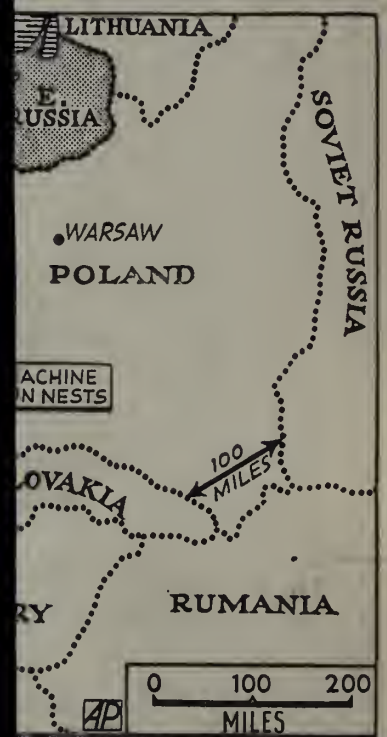 LITHUANIA
E.
RUSSIA
SOVIET RUSSIA
WARSAW
POLAND
ACHINE
N NESTS
100
MILES
OVAKIA
RY
RUMANIA
0 100 200
MILES
AP